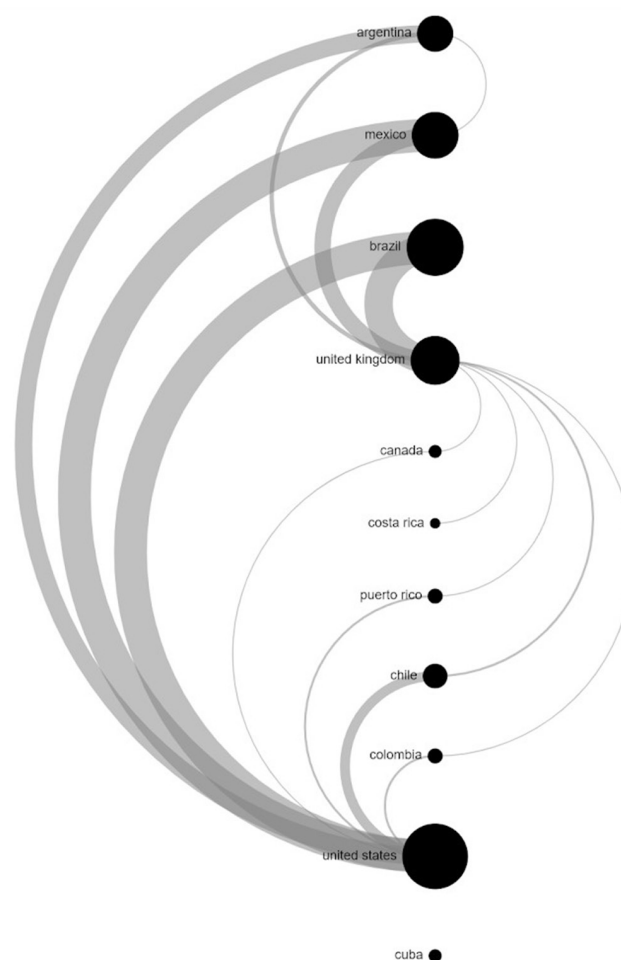 argentina
mexico
brazil
united kingdom
canada
costa rica
puerto rico
chile
colombia
united states
cuba